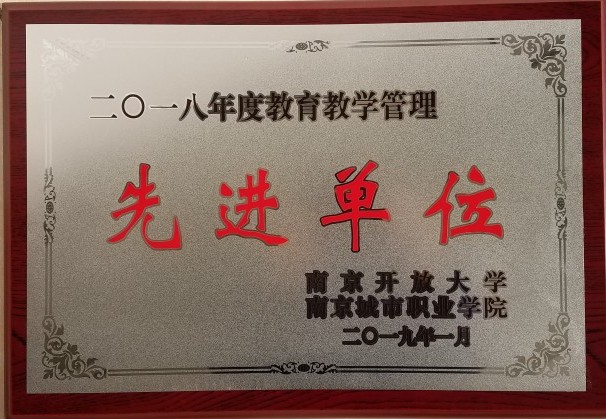 二〇一八年度教育教学管理
先进单位
南京开放大学
南京城市职业学院
二〇一九年一月